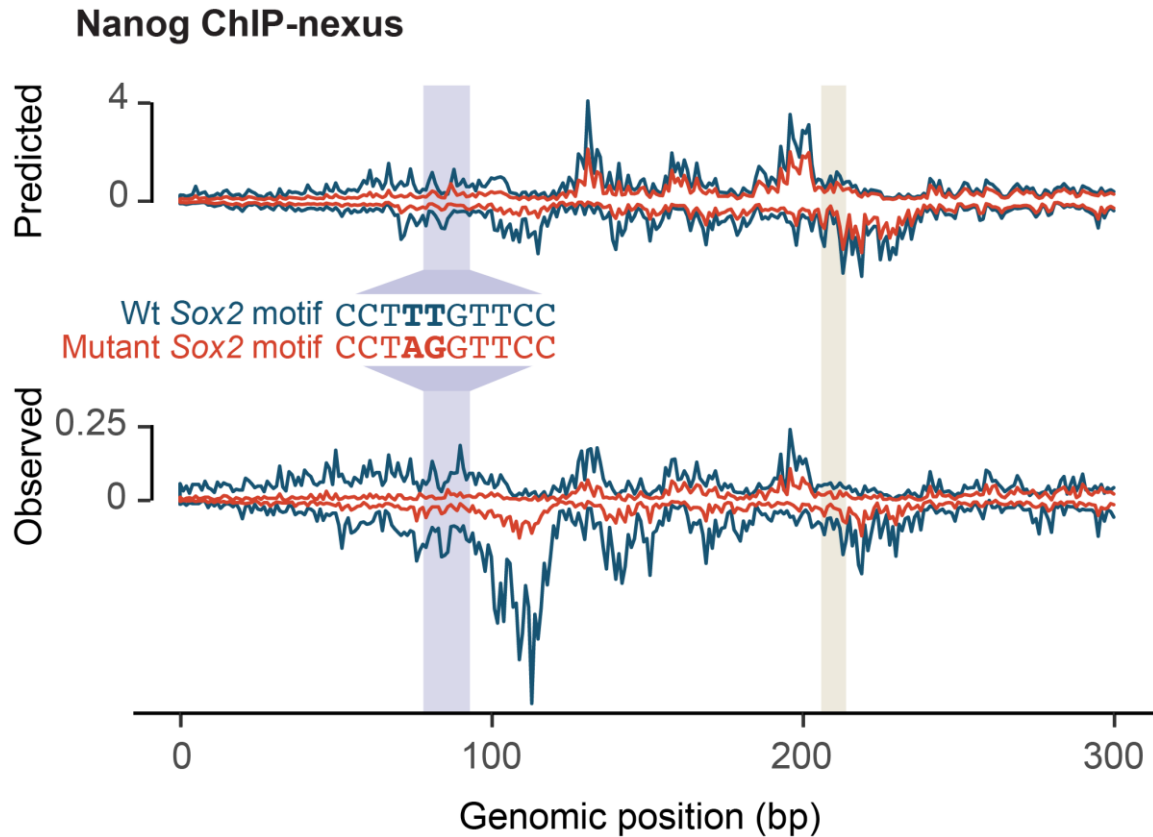 Nanog ChIP-nexus
Predicted
4
0
Wt Sox2 motif CCTTTGTTCC
Mutant Sox2 motif CCTAGGTTCC
Observed
0.25
0
0 100 200 300
Genomic position (bp)